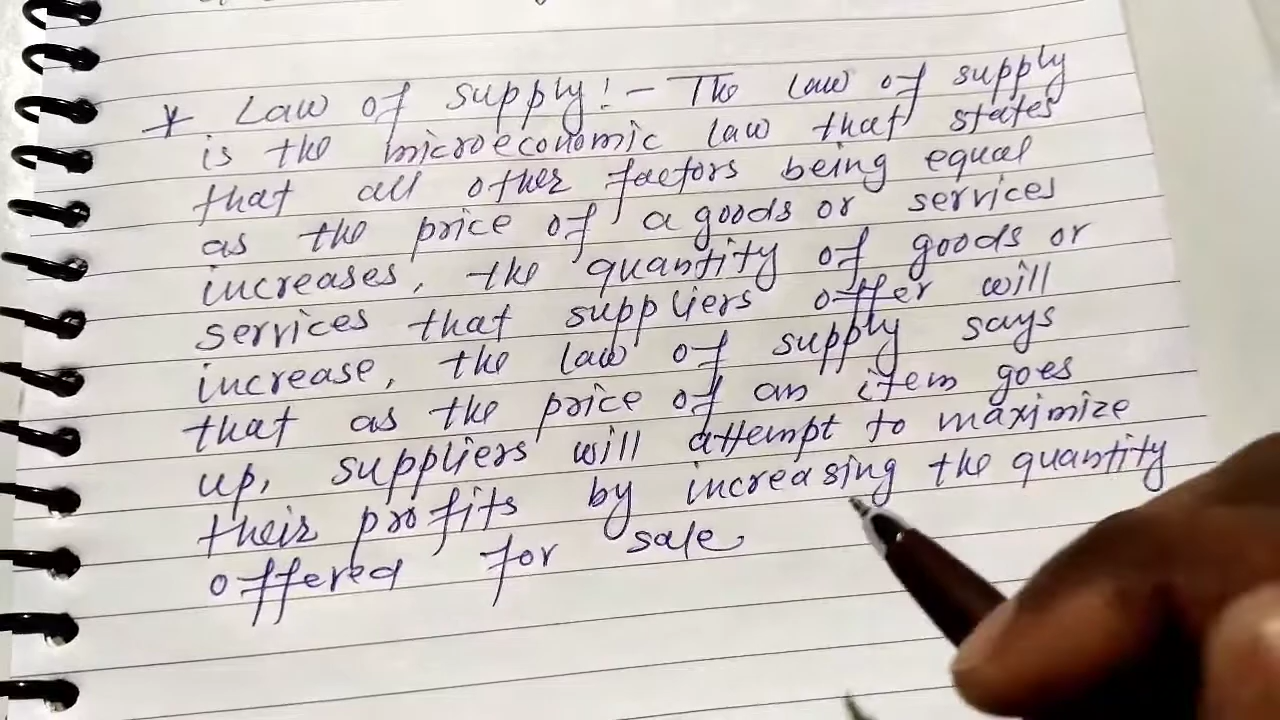 * Law of supply:- The law of supply
is the microeconomic law that states
that all other factors being equal
as the price of a goods or services
increases, the quantity of goods or
services that suppliers offer will
increase, the law of supply says
that as the price of an item goes
up, suppliers will attempt to maximize
their profits by increasing the quantity
offered for sale